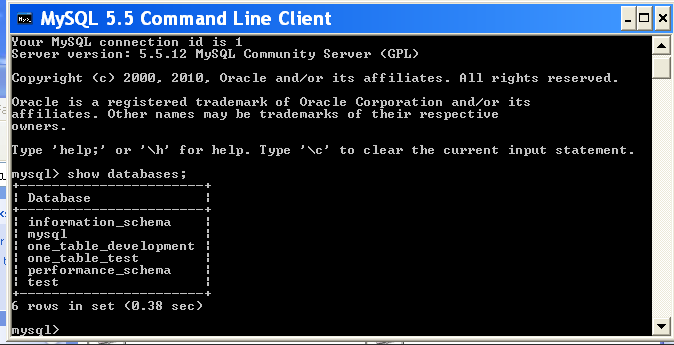 MySQL 5.5 Command Line Client
Your MySQL connection id is 1
Server version: 5.5.12 MySQL Community Server (GPL)
Copyright (c) 2000, 2010, Oracle and/or its affiliates. All rights reserved.
Oracle is a registered trademark of Oracle Corporation and/or its
affiliates. Other names may be trademarks of their respective
owners.
Type 'help;' or '\h' for help. Type '\c' to clear the current input statement.
mysql> show databases;
+--------------------+
| Database           |
+--------------------+
| information_schema |
| mysql              |
| one_table_development |
| one_table_test     |
| performance_schema |
| test               |
+--------------------+
6 rows in set (0.38 sec)
mysql>